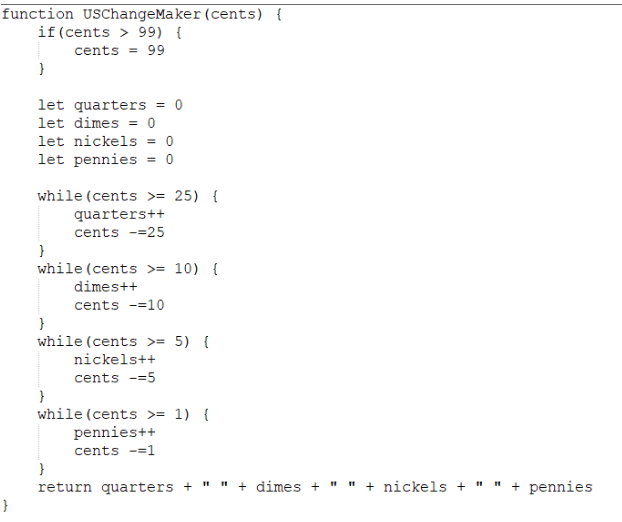 function USChangeMaker(cents) {
    if(cents > 99) {
        cents = 99
    }

    let quarters = 0
    let dimes = 0
    let nickels = 0
    let pennies = 0

    while(cents >= 25) {
        quarters++
        cents -=25
    }
    while(cents >= 10) {
        dimes++
        cents -=10
    }
    while(cents >= 5) {
        nickels++
        cents -=5
    }
    while(cents >= 1) {
        pennies++
        cents -=1
    }
    return quarters + " " + dimes + " " + nickels + " " + pennies
}